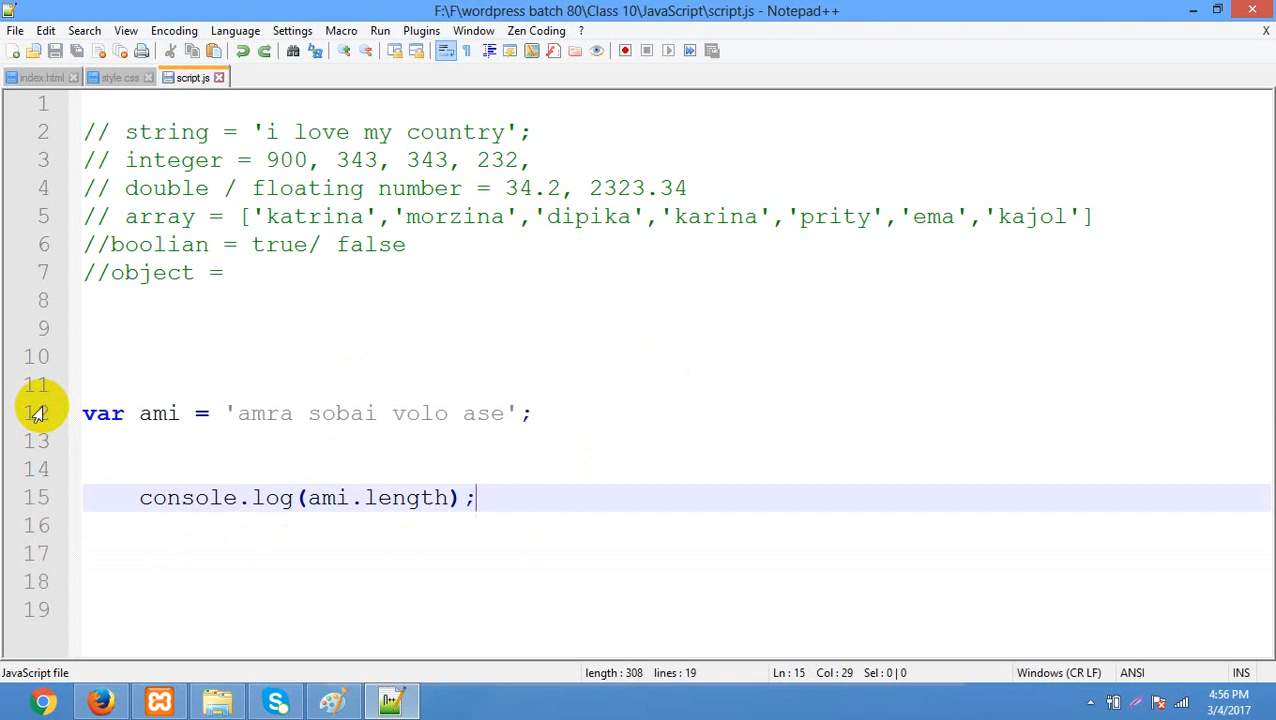 F:\F\wordpress batch 80\Class 10\JavaScript\script.js - Notepad++
File Edit Search View Encoding Language Settings Macro Run Plugins Window Zen Coding ? X
index.html style.css script.js
1
2 // string = 'i love my country';
3 // integer = 900, 343, 343, 232,
4 // double / floating number = 34.2, 2323.34
5 // array = ['katrina','morzina','dipika','karina','prity','ema','kajol']
6 //boolian = true/ false
7 //object =
8
9
10
11
12 var ami = 'amra sobai volo ase';
13
14
15 console.log(ami.length);
16
17
18
19
JavaScript file length : 308 lines : 19 Ln : 15 Col : 29 Sel : 0 | 0 Windows (CR LF) ANSI INS
4:56 PM
3/4/2017